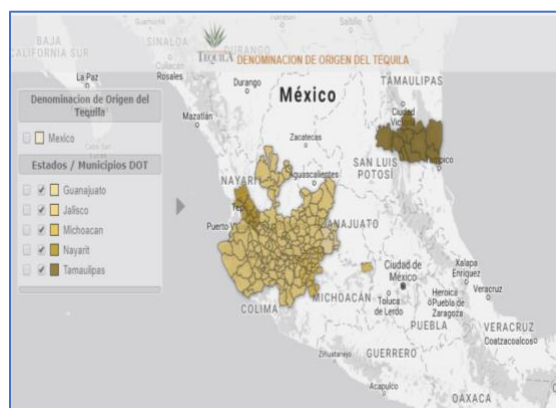 BAJA
CALIFORNIA SUR
SINALOA
DURANGO
Saltillo
TEQUILA
DENOMINACION DE ORIGEN DEL TEQUILA
Culiacán
Rosales
La Paz
Durango
México
TAMAULIPAS
Ciudad
Victoria
Mazatlán
Zacatecas
Denominacion de Origen del
Tequila
Mexico
Estados / Municipios DOT
Guanajuato
Jalisco
Michoacan
Nayarit
Tamaulipas
SAN LUIS
POTOSÍ
Tampico
Aguascalientes
NAYARIT
Puerto
ANAJUATO
Ciudad de
México
Xalapa
Enríquez
Veracruz
Toluca
de Lerdo
Heroica
Puebla de
Zaragoza
MICHOACÁN
COLIMA
PUEBLA
VERACRUZ
Coatzacoalcos
Zihuatanejo
GUERRERO
Acapulco
OAXACA